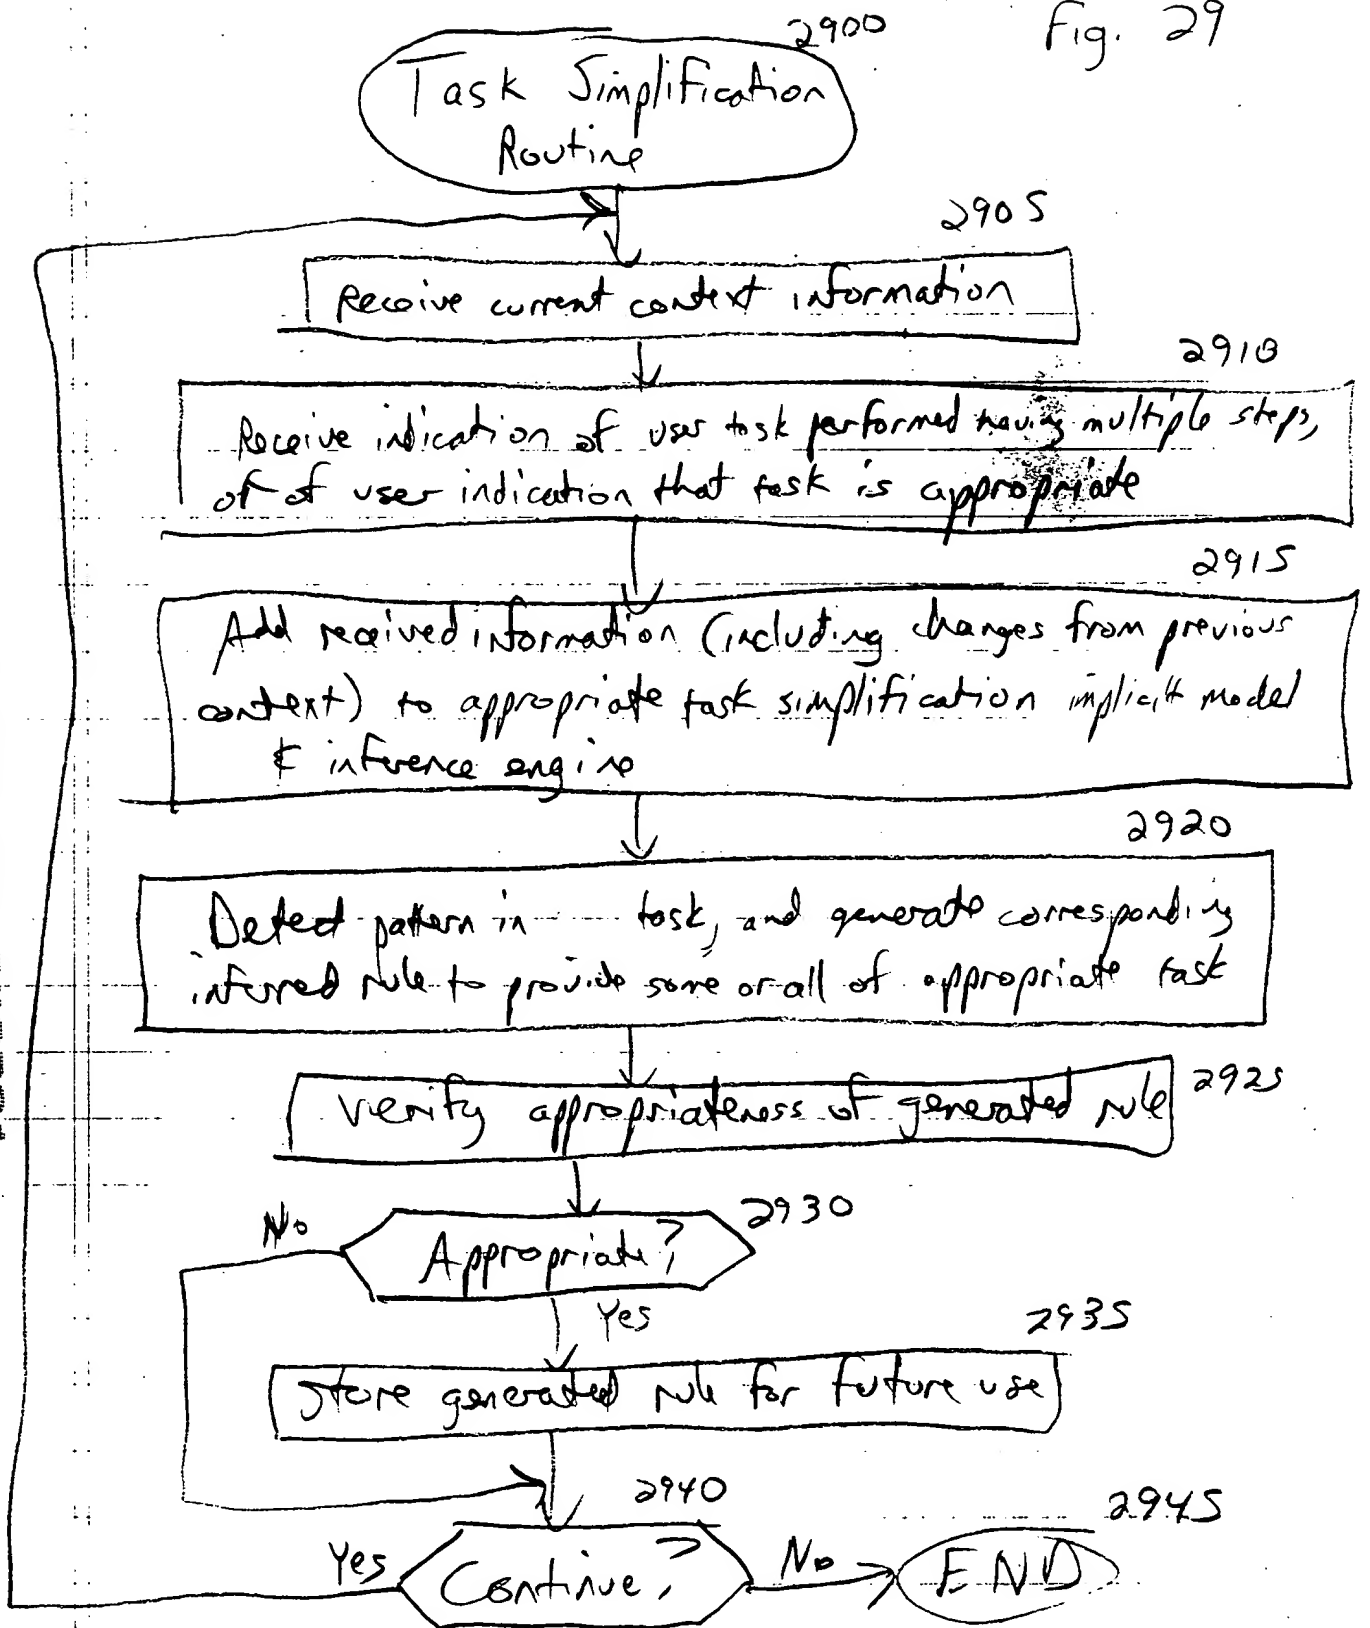 2900
Fig. 29
Task Simplification
Routine
2905
Receive current context information
2910
Receive indication of user task performed having multiple steps,
or of user indication that task is appropriate
2915
Add received information (including changes from previous
context) to appropriate task simplification implicit model
& inference engine
2920
Detect pattern in task, and generate corresponding
inferred rule to provide some or all of appropriate task
Verify appropriateness of generated rule
2925
No
Appropriate?
2930
Yes
2935
Store generated rule for future use
2940
2945
Yes
Continue?
No
END